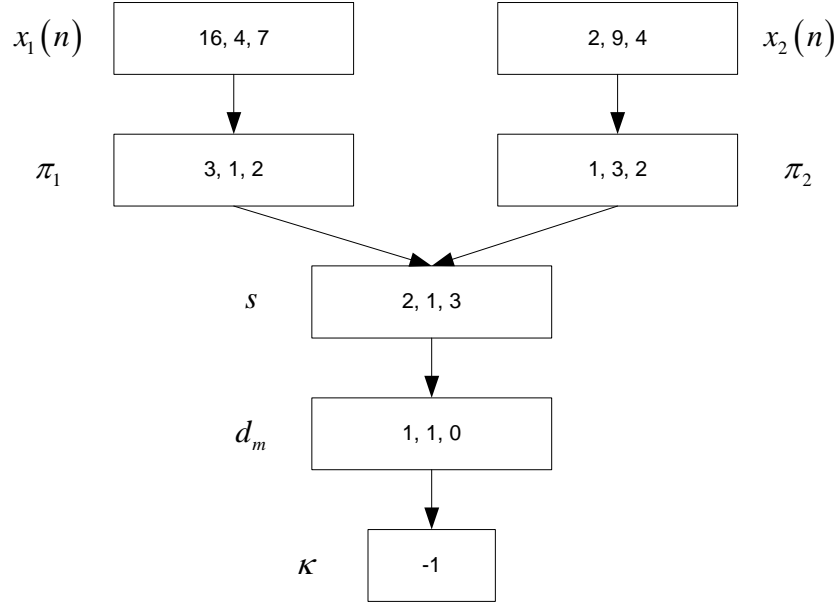 x₁(n) 16, 4, 7 2, 9, 4 x₂(n)
π₁ 3, 1, 2 1, 3, 2 π₂
s 2, 1, 3
dₘ 1, 1, 0
κ -1